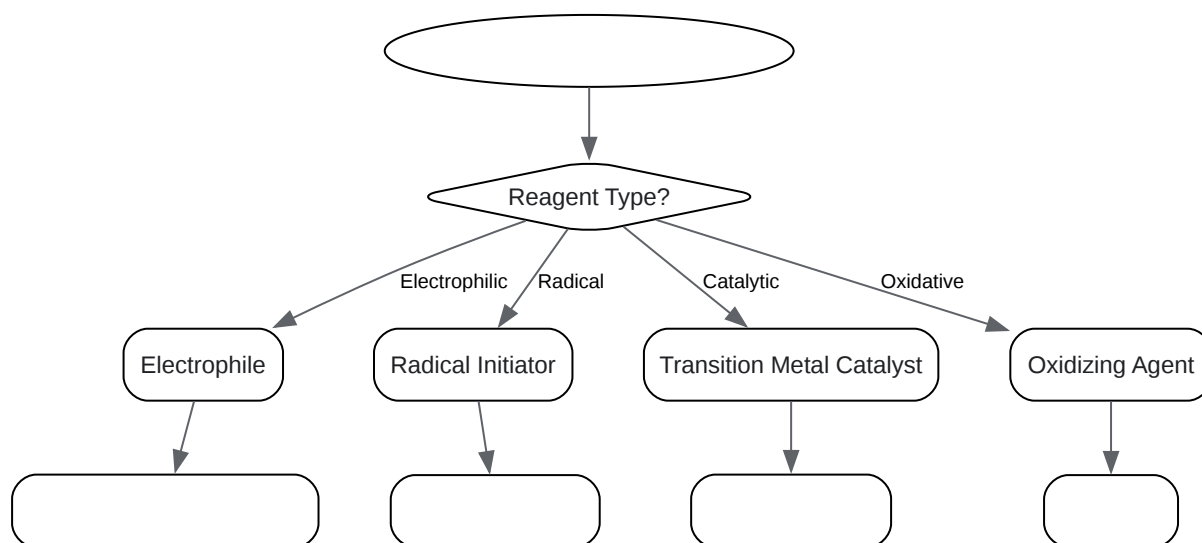 Reagent Type?
Electrophilic
Radical
Catalytic
Oxidative
Electrophile
Radical Initiator
Transition Metal Catalyst
Oxidizing Agent